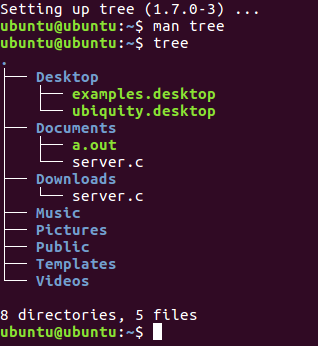 Setting up tree (1.7.0-3) ...
ubuntu@ubuntu:~$ man tree
ubuntu@ubuntu:~$ tree
.
├── Desktop
│   ├── examples.desktop
│   └── ubiquity.desktop
├── Documents
│   ├── a.out
│   └── server.c
├── Downloads
│   └── server.c
├── Music
├── Pictures
├── Public
├── Templates
└── Videos

8 directories, 5 files
ubuntu@ubuntu:~$